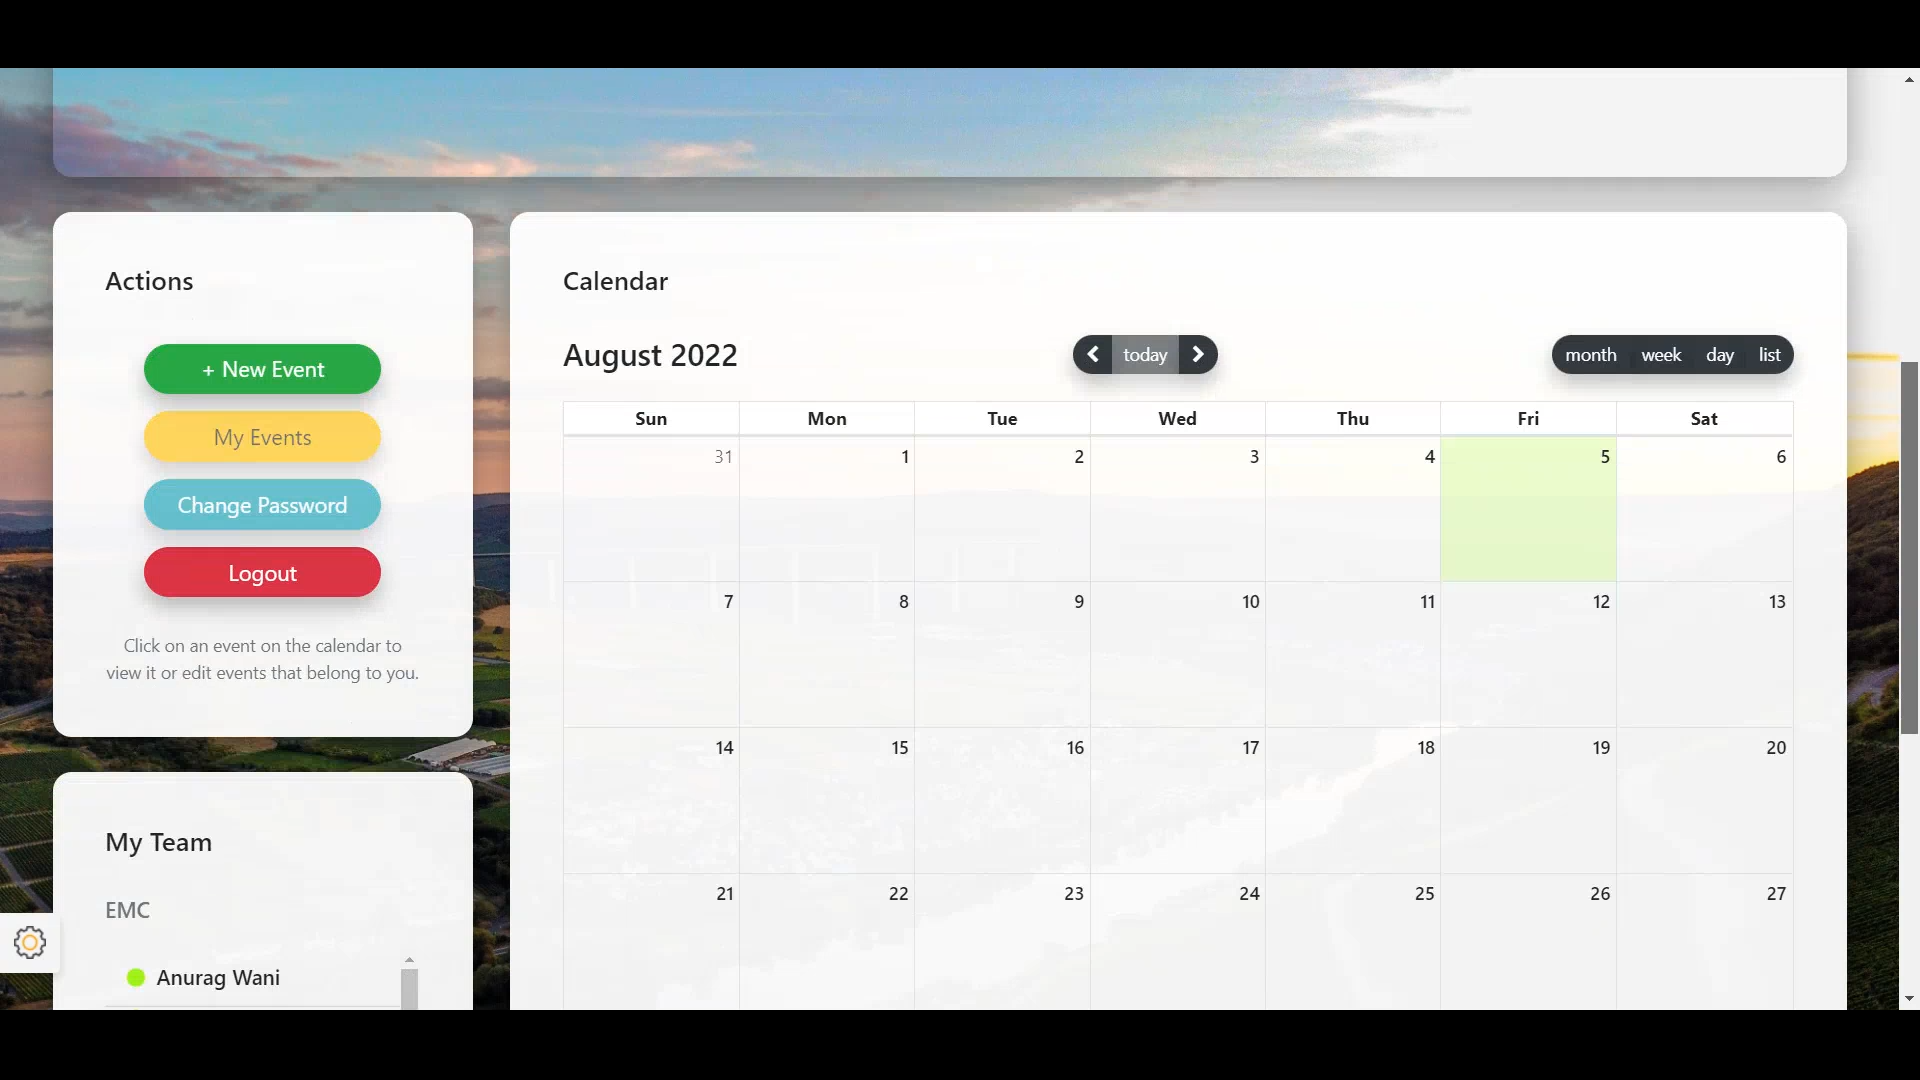 Actions
+ New Event
My Events
Change Password
Logout
Click on an event on the calendar to
view it or edit events that belong to you.
My Team
EMC
Anurag Wani
Calendar
August 2022
today
month week day list
Sun Mon Tue Wed Thu Fri Sat
31 1 2 3 4 5 6
7 8 9 10 11 12 13
14 15 16 17 18 19 20
21 22 23 24 25 26 27